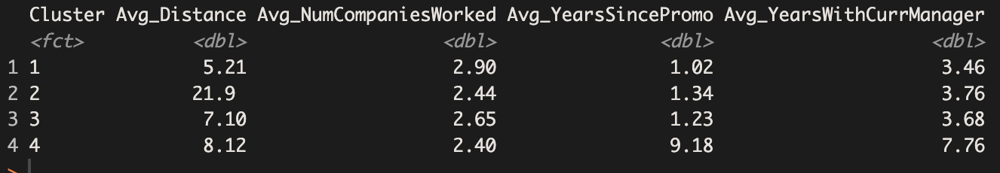 Cluster Avg_Distance Avg_NumCompaniesWorked Avg_YearsSincePromo Avg_YearsWithCurrManager
<fct> <dbl> <dbl> <dbl> <dbl>
1 1 5.21 2.90 1.02 3.46
2 2 21.9 2.44 1.34 3.76
3 3 7.10 2.65 1.23 3.68
4 4 8.12 2.40 9.18 7.76
>